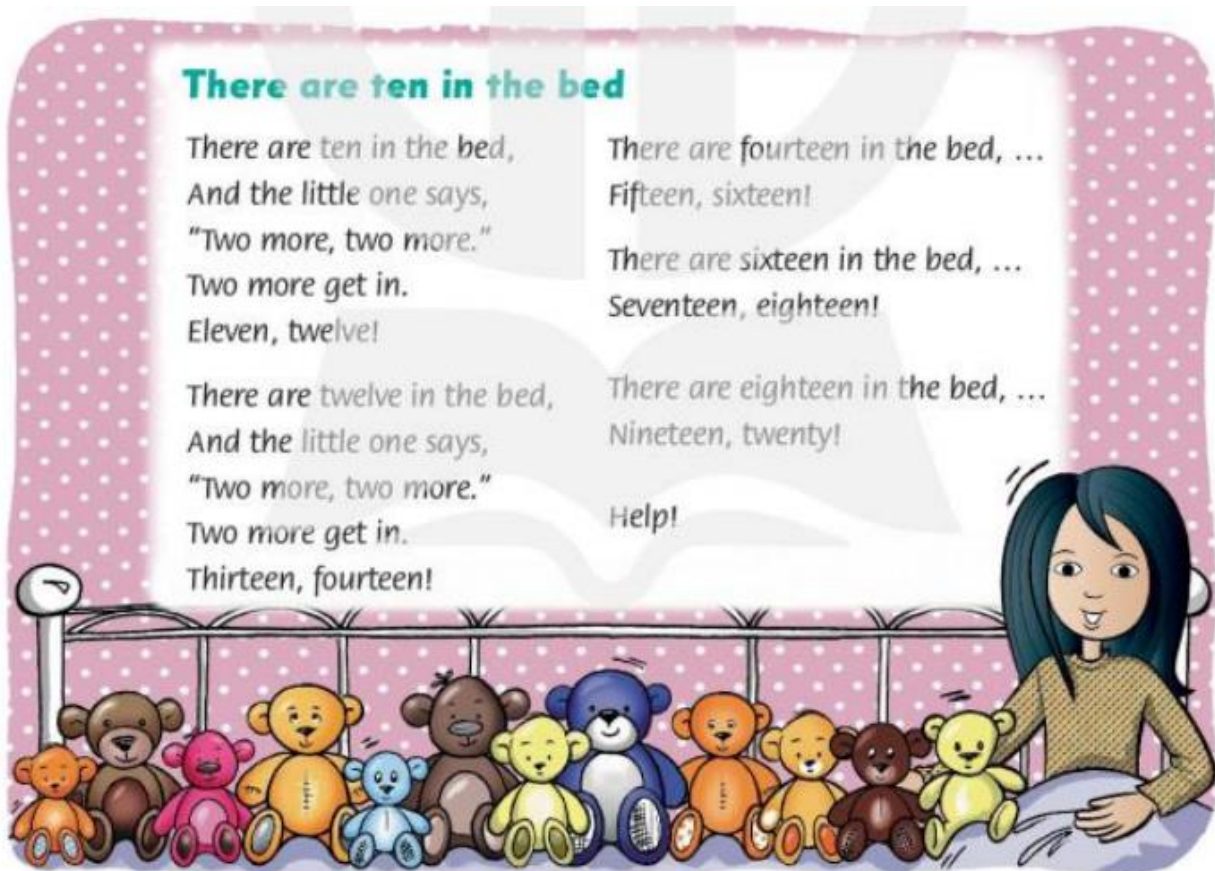 There are ten in the bed
There are ten in the bed,
And the little one says,
“Two more, two more.”
Two more get in.
Eleven, twelve!
There are twelve in the bed,
And the little one says,
“Two more, two more.”
Two more get in.
Thirteen, fourteen!
There are fourteen in the bed, ...
Fifteen, sixteen!
There are sixteen in the bed, ...
Seventeen, eighteen!
There are eighteen in the bed, ...
Nineteen, twenty!
Help!